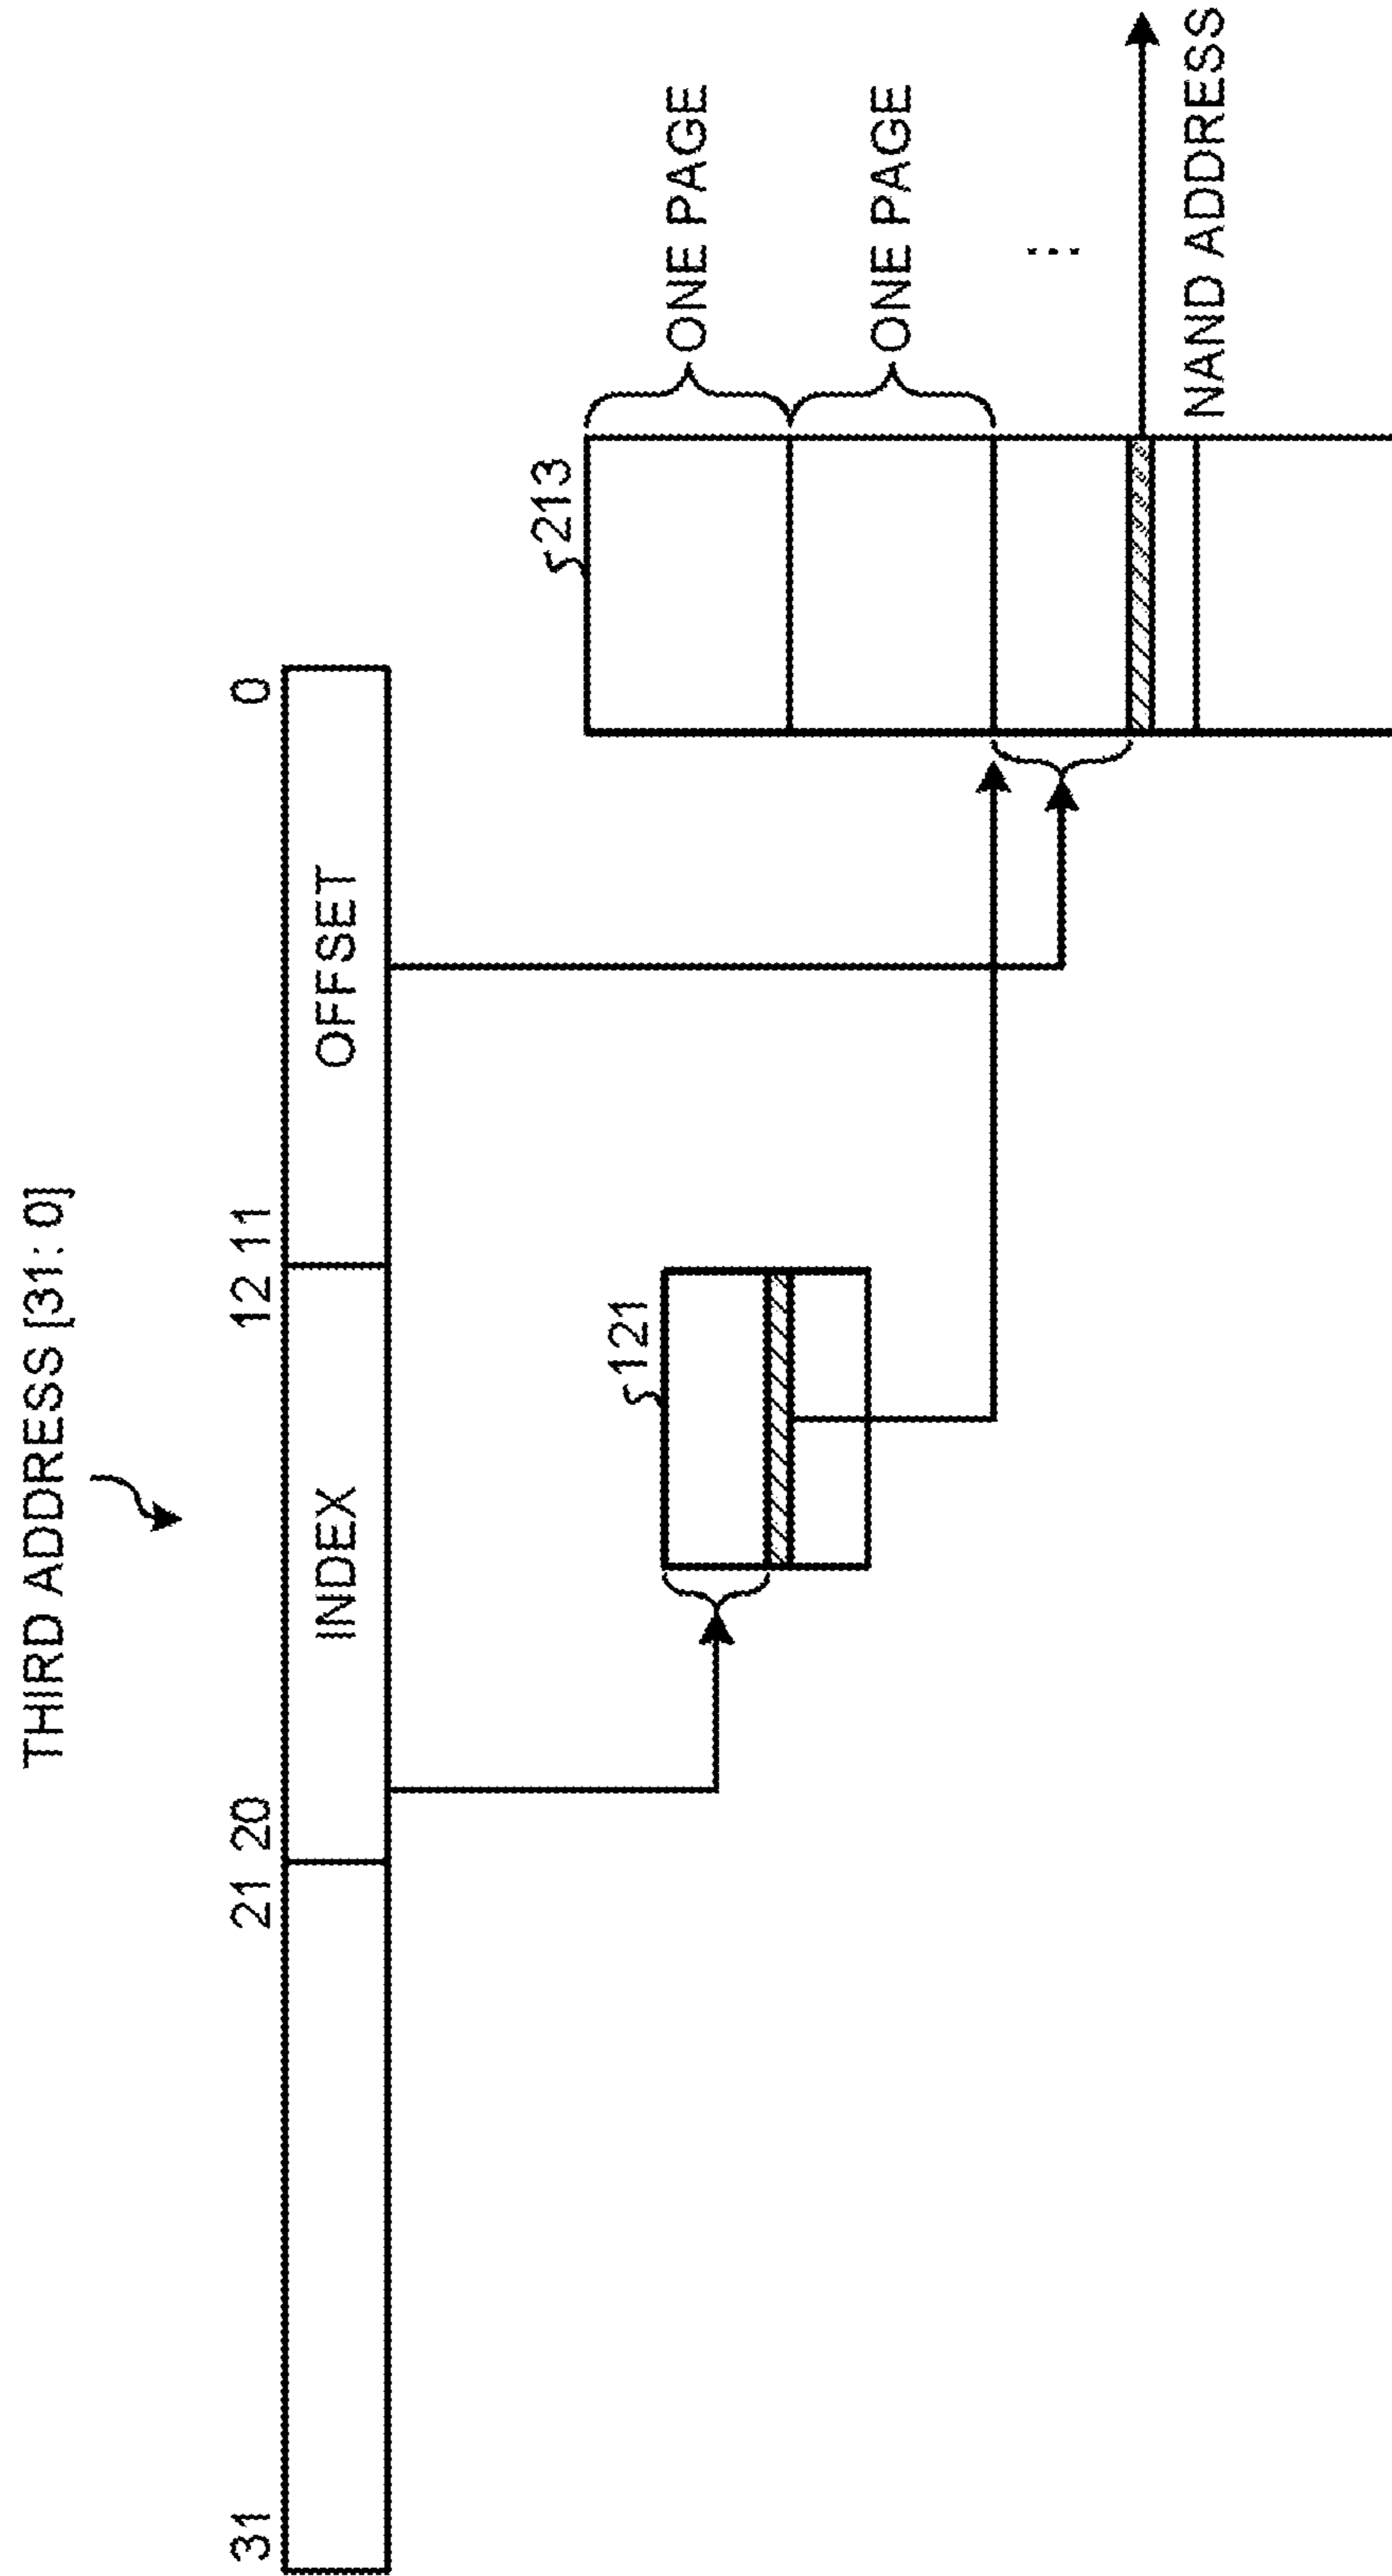 THIRD ADDRESS [31: 0]
31
21 20
12 11
0
INDEX
OFFSET
121
213
ONE PAGE
ONE PAGE
...
NAND ADDRESS